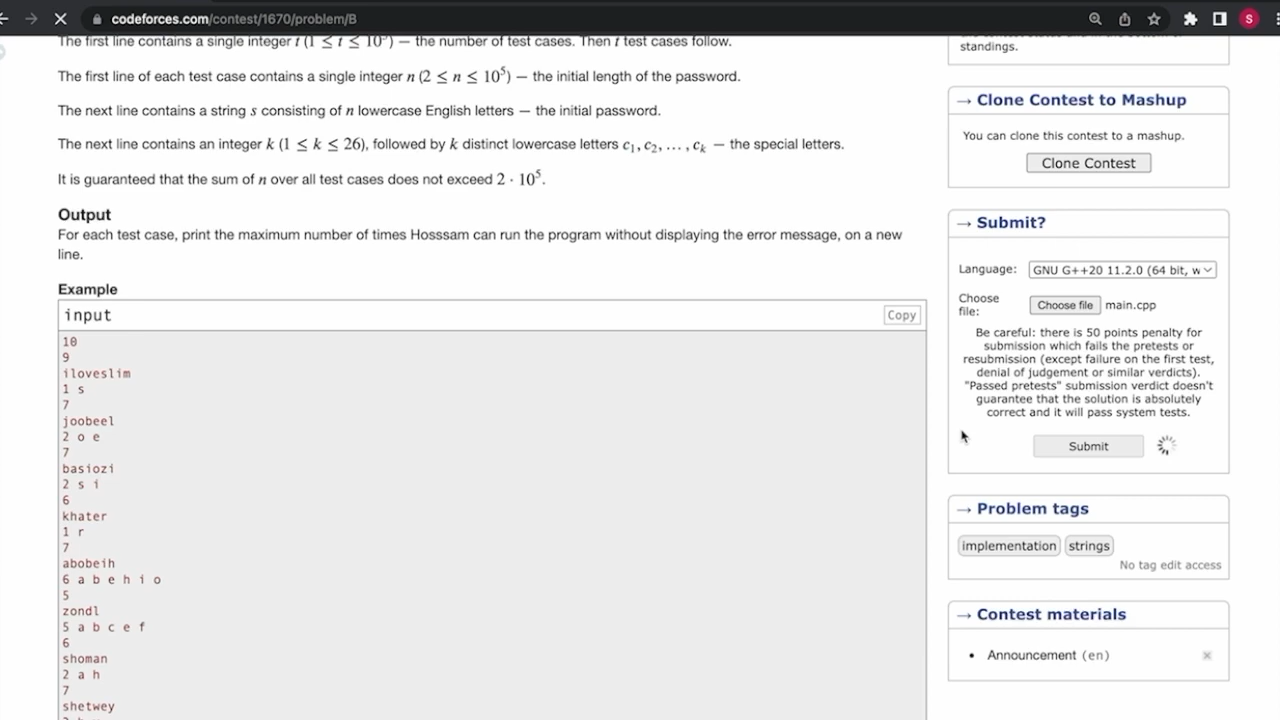 codeforces.com/contest/1670/problem/B
S
The first line contains a single integer t (1 ≤ t ≤ 10⁵) — the number of test cases. Then t test cases follow.
The first line of each test case contains a single integer n (2 ≤ n ≤ 10⁵) — the initial length of the password.
The next line contains a string s consisting of n lowercase English letters — the initial password.
The next line contains an integer k (1 ≤ k ≤ 26), followed by k distinct lowercase letters c₁, c₂, … , cₖ — the special letters.
It is guaranteed that the sum of n over all test cases does not exceed 2 · 10⁵.
Output
For each test case, print the maximum number of times Hosssam can run the program without displaying the error message, on a new
line.
Example
input
Copy
10
9
iloveslim
1 s
7
joobeel
2 o e
7
basiozi
2 s i
6
khater
1 r
7
abobeih
6 a b e h i o
5
zondl
5 a b c e f
6
shoman
2 a h
7
shetwey
standings.
→ Clone Contest to Mashup
You can clone this contest to a mashup.
Clone Contest
→ Submit?
Language: GNU G++20 11.2.0 (64 bit, w
Choose
file: Choose file main.cpp
Be careful: there is 50 points penalty for
submission which fails the pretests or
resubmission (except failure on the first test,
denial of judgement or similar verdicts).
"Passed pretests" submission verdict doesn't
guarantee that the solution is absolutely
correct and it will pass system tests.
Submit
→ Problem tags
implementation strings
No tag edit access
→ Contest materials
• Announcement (en)